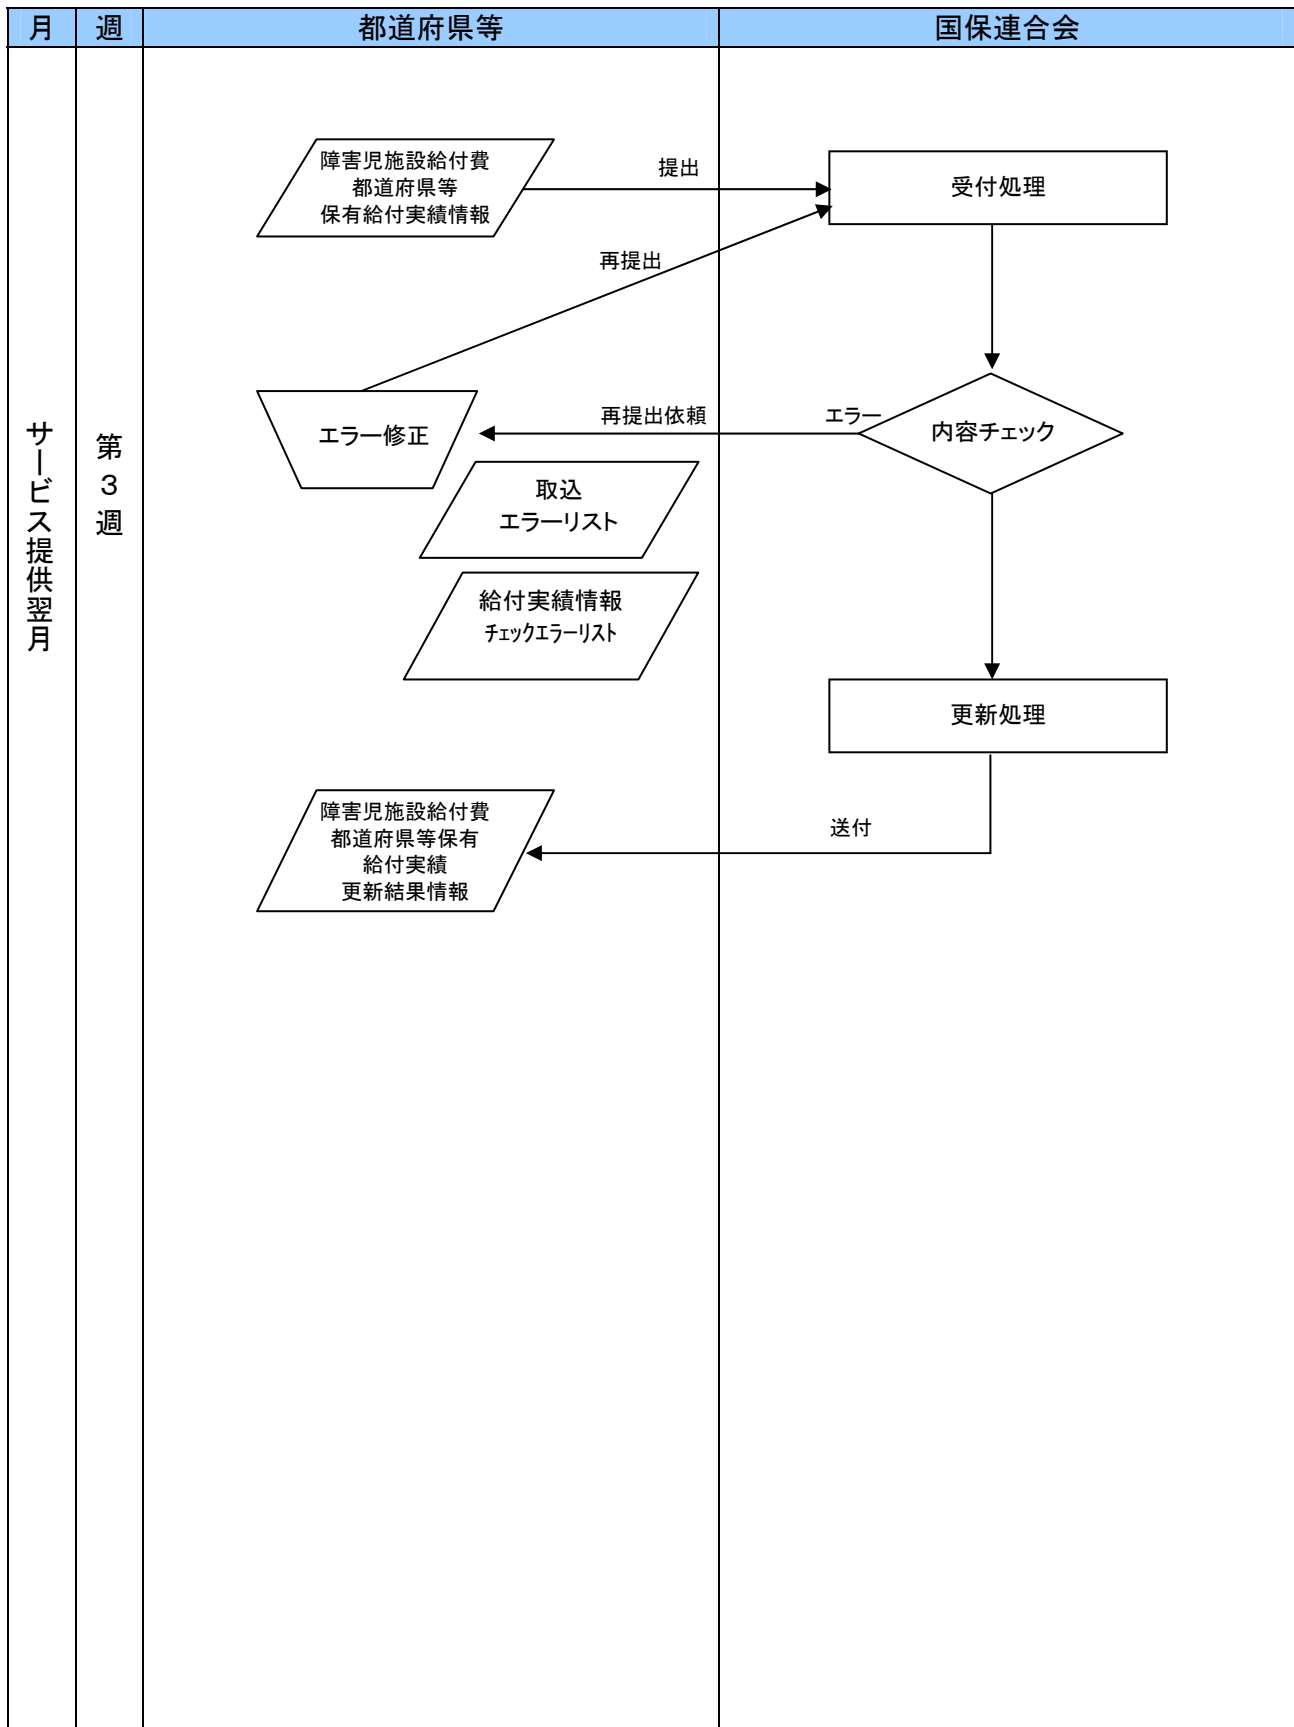 月 週 都道府県等 国保連合会
障害児施設給付費
都道府県等
保有給付実績情報
提出
受付処理
再提出
エラー修正
再提出依頼
エラー
内容チェック
取込
エラーリスト
給付実績情報
チェックエラーリスト
サービス提供翌月
第3週
更新処理
障害児施設給付費
都道府県等保有
給付実績
更新結果情報
送付